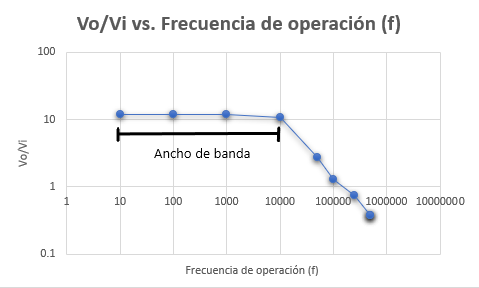 Vo/Vi vs. Frecuencia de operación (f)
100
10
1
0.1
Vo/Vi
Ancho de banda
1 10 100 1000 10000 100000 1000000 10000000
Frecuencia de operación (f)